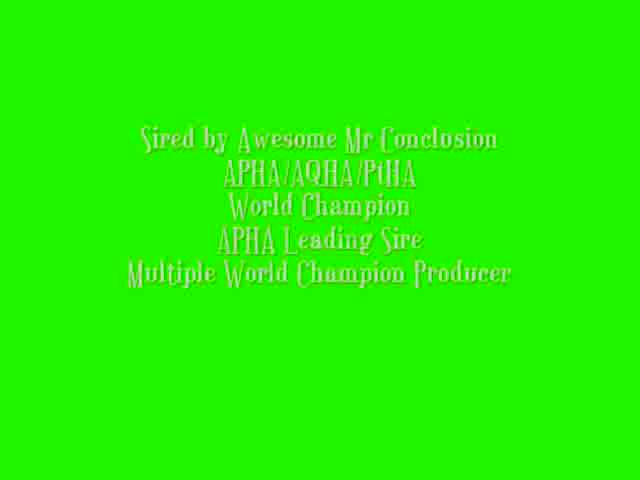 Sired by Awesome Mr Conclusion
APHA/AQHA/PtHA
World Champion
APHA Leading Sire
Multiple World Champion Producer